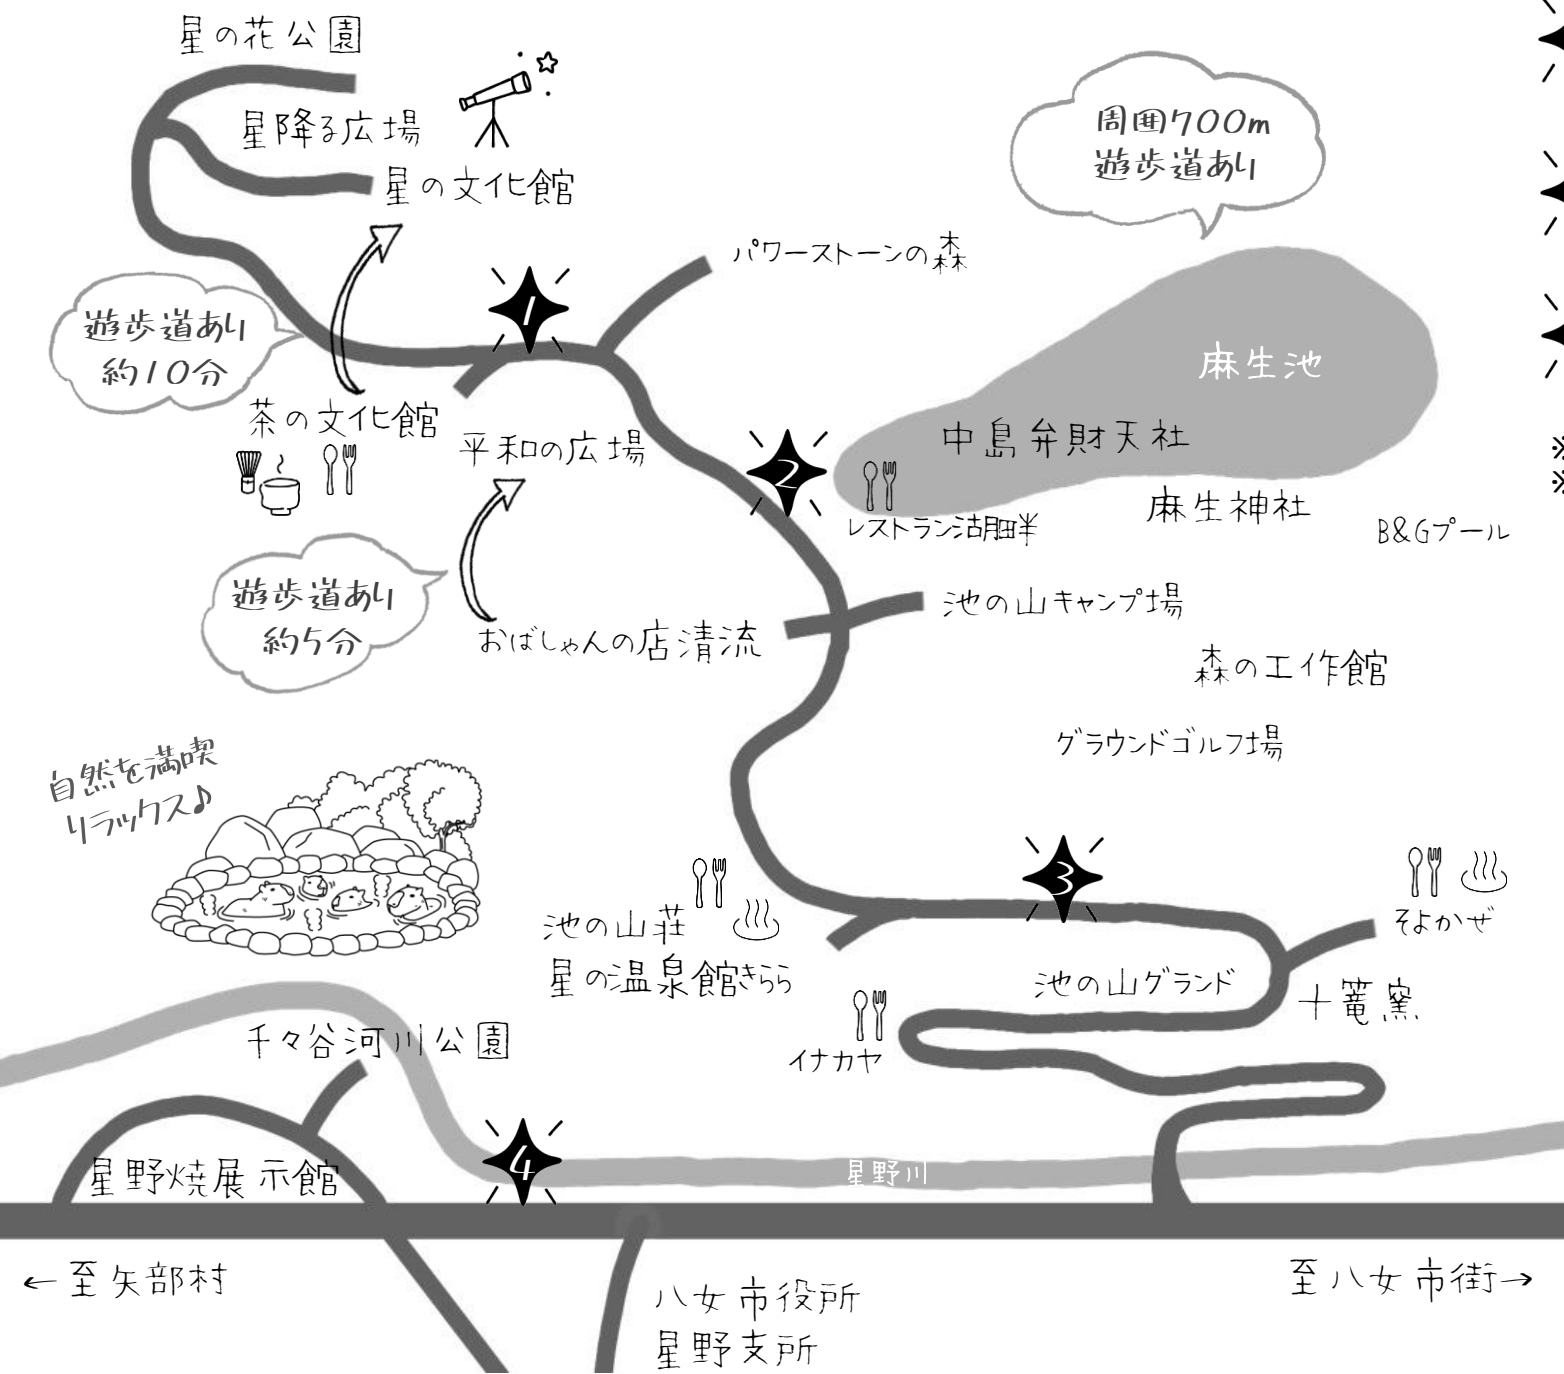 星の花公園
星降る広場
星の文化館
周囲700m
遊歩道あり
パワーストーンの森
1
遊歩道あり
約10分
麻生池
茶の文化館
平和の広場
2
中島弁財天社
麻生神社
レストラン湖畔
B&Gプール
遊歩道あり
約5分
おばしゃんの店清流
池の山キャンプ場
森の工作館
グラウンドゴルフ場
自然を満喫
リラックス♪
3
そよかぜ
池の山荘
星の温泉館きらら
池の山グランド
十篭窯
イナカヤ
千々谷河川公園
4
星野焼展示館
星野川
←至矢部村
至八女市街→
八女市役所
星野支所
※
※